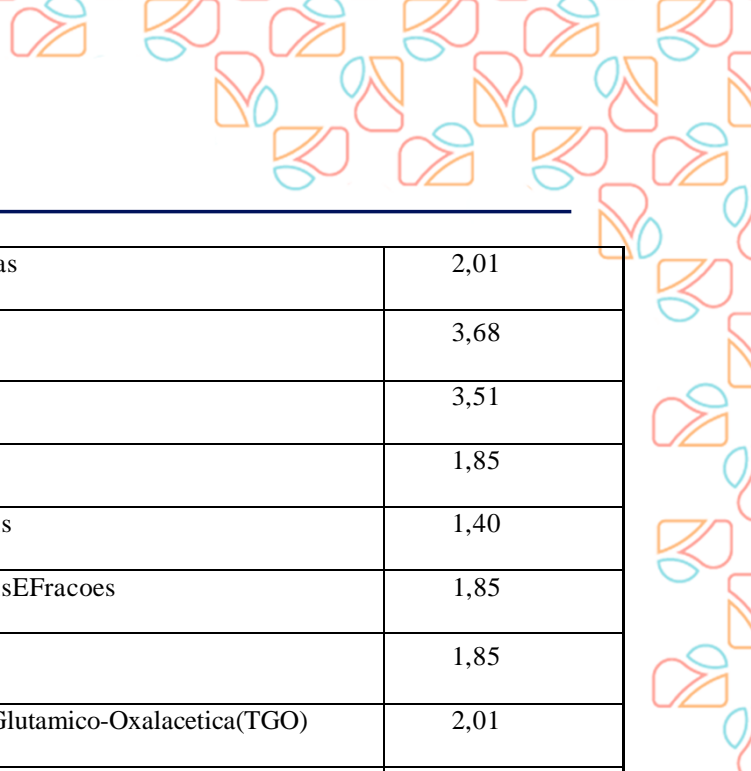 as 2,01
3,68
3,51
1,85
s 1,40
sEFracoes 1,85
1,85
Glutamico-Oxalacetica(TGO) 2,01